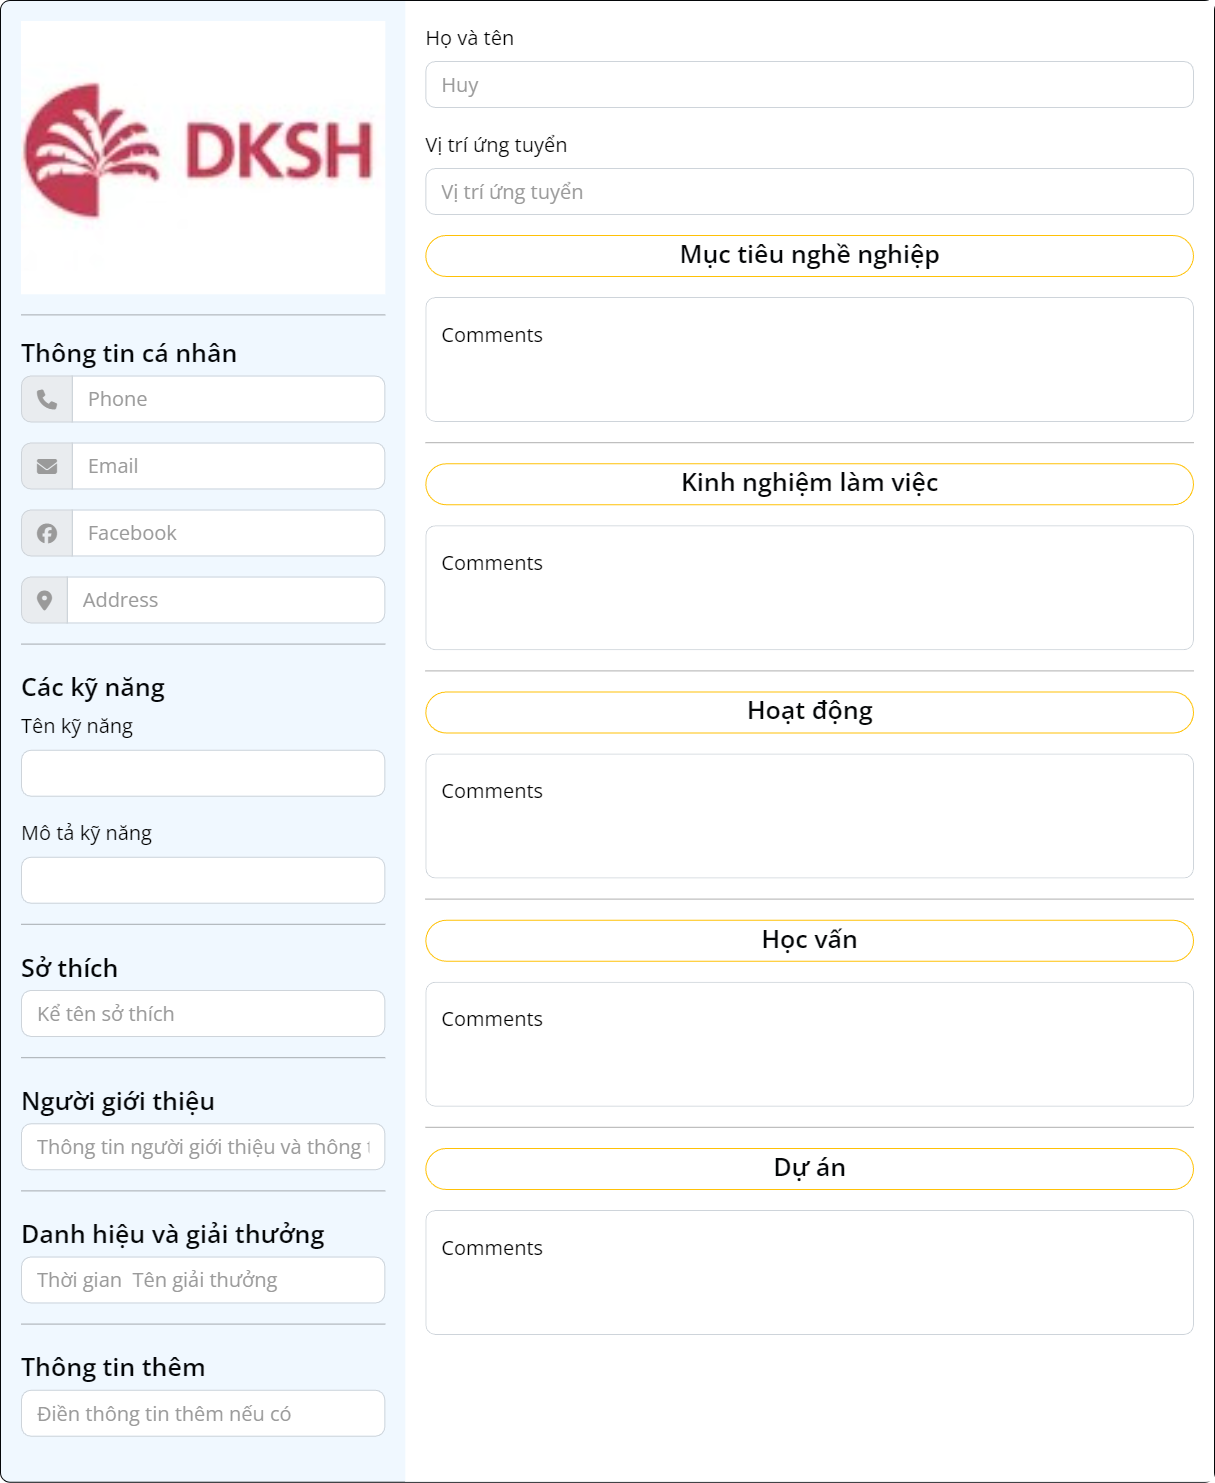 DKSH
Thông tin cá nhân
Phone
Email
Facebook
Address
Các kỹ năng
Tên kỹ năng
Mô tả kỹ năng
Sở thích
Kể tên sở thích
Người giới thiệu
Thông tin người giới thiệu và thông
Danh hiệu và giải thưởng
Thời gian  Tên giải thưởng
Thông tin thêm
Điền thông tin thêm nếu có
Họ và tên
Huy
Vị trí ứng tuyển
Vị trí ứng tuyển
Mục tiêu nghề nghiệp
Comments
Kinh nghiệm làm việc
Comments
Hoạt động
Comments
Học vấn
Comments
Dự án
Comments